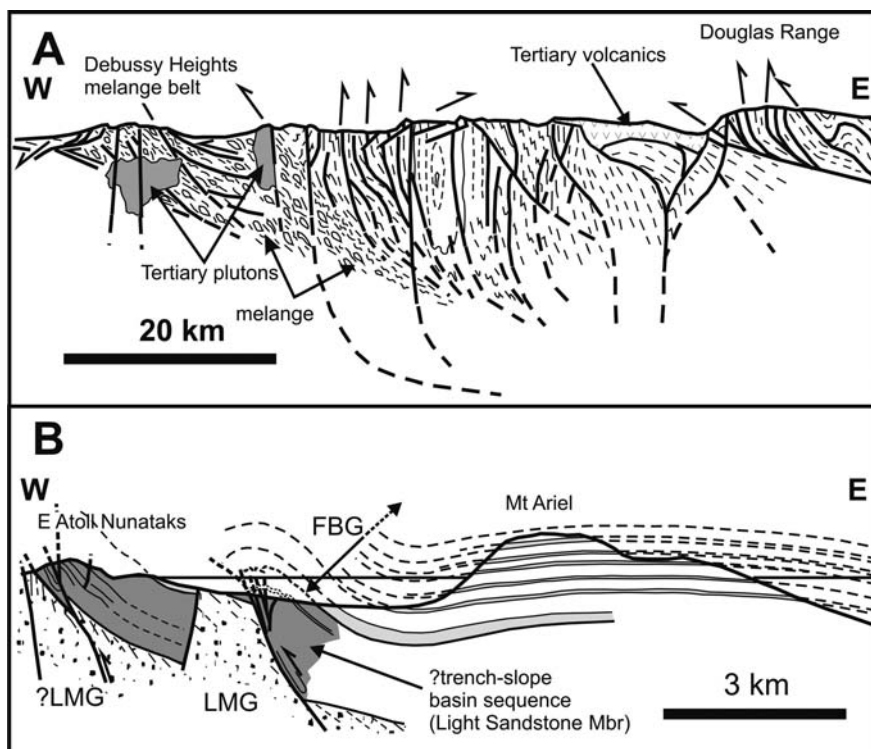 A
W
Debussy Heights
melange belt
Tertiary volcanics
Douglas Range
E
Tertiary plutons
melange
20 km
B
W
E Atoll Nunataks
FBG
Mt Ariel
E
?LMG
LMG
?trench-slope
basin sequence
(Light Sandstone Mbr)
3 km